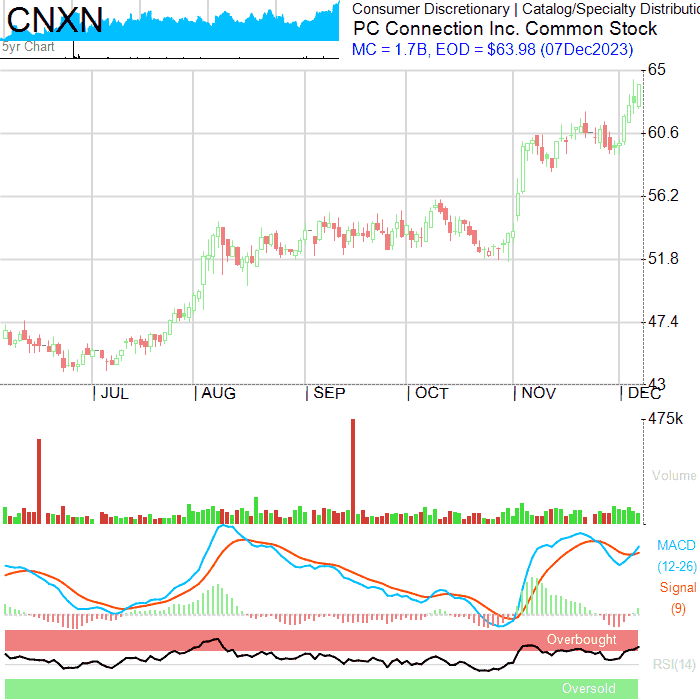 CNXN
5yr Chart
Consumer Discretionary | Catalog/Specialty Distributio
PC Connection Inc. Common Stock
MC = 1.7B, EOD = $63.98 (07Dec2023)
65
60.6
56.2
51.8
47.4
43
| JUL | AUG | SEP | OCT | NOV | DEC
475k
Volume
MACD
(12-26)
Signal
(9)
Overbought
RSI(14)
Oversold